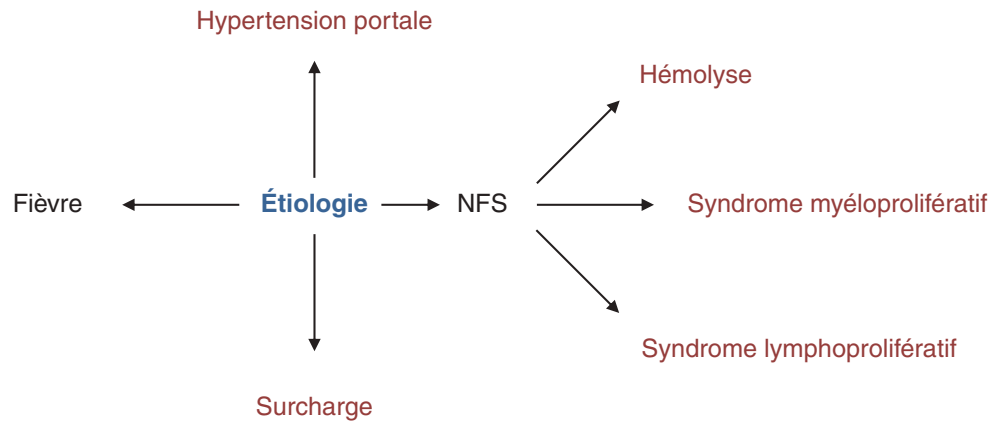 Hypertension portale
Hémolyse
Fièvre
Étiologie
NFS
Syndrome myéloprolifératif
Syndrome lymphoprolifératif
Surcharge